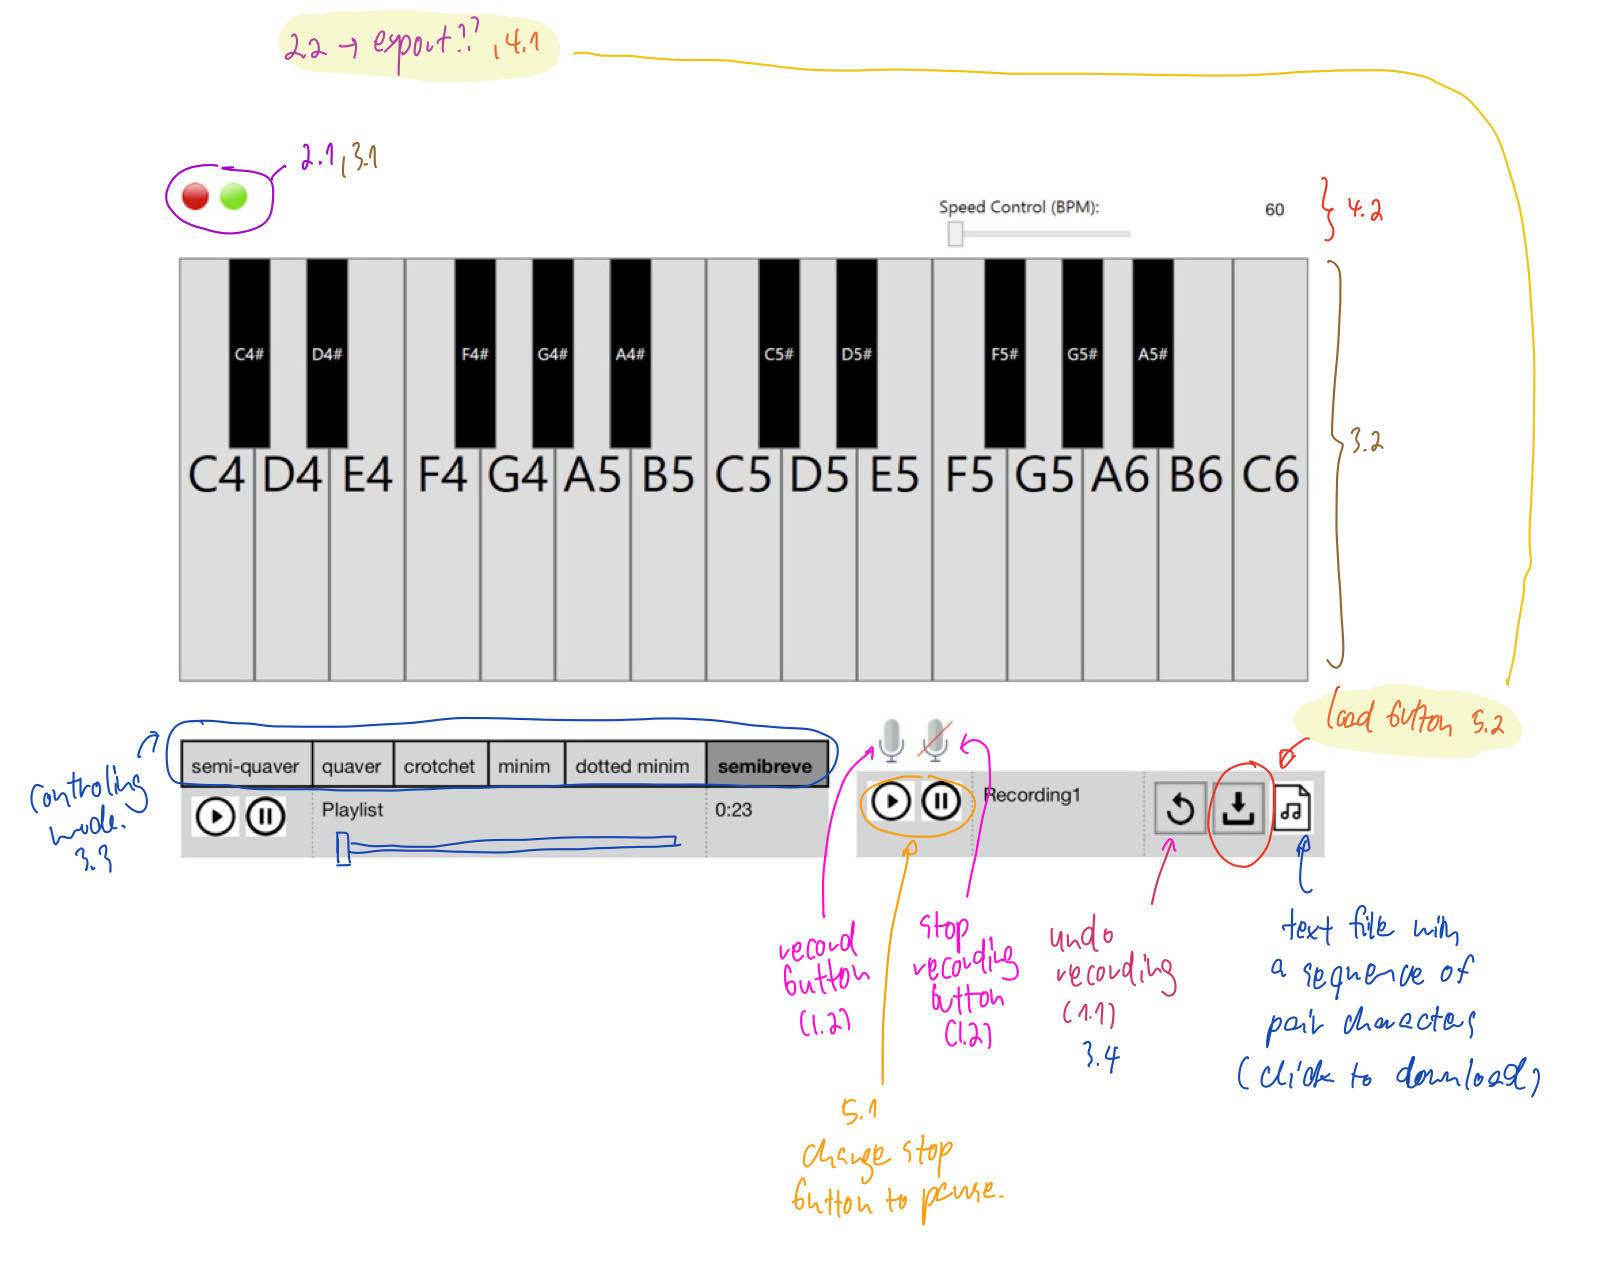 2.2 → export?? , 4.1
2.1, 3.1
Speed Control (BPM):
60
4.2
C4#
D4#
F4#
G4#
A4#
C5#
D5#
F5#
G5#
A5#
3.2
C4
D4
E4
F4
G4
A5
B5
C5
D5
E5
F5
G5
A6
B6
C6
load button 5.2
semi-quaver
quaver
crotchet
minim
dotted minim
semibreve
Playlist
0:23
Recording1
controling
mode.
3.3
record
button
(1.2)
stop
recording
button
(1.2)
undo
recording
(1.1)
3.4
text file with
a sequence of
pair characters
(click to download)
5.1
change stop
button to pause.